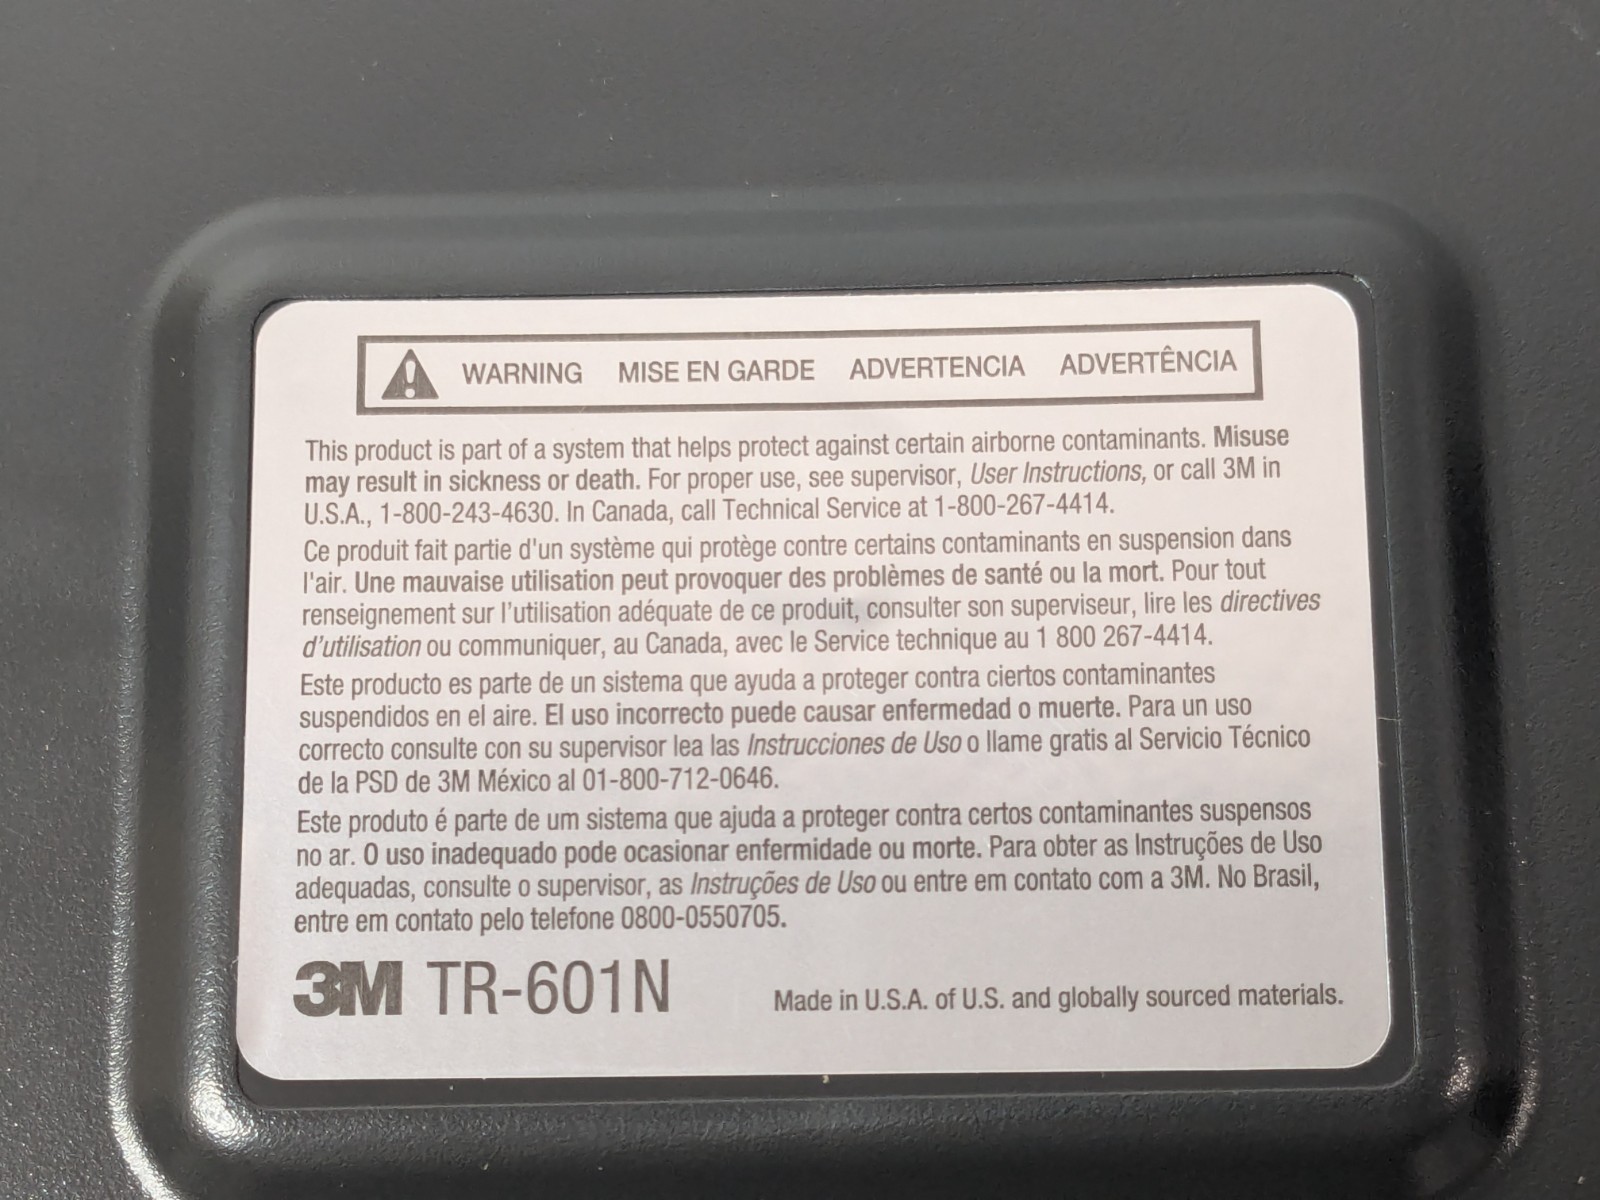 WARNING MISE EN GARDE ADVERTENCIA ADVERTÊNCIA
This product is part of a system that helps protect against certain airborne contaminants. Misuse
may result in sickness or death. For proper use, see supervisor, User Instructions, or call 3M in
U.S.A., 1-800-243-4630. In Canada, call Technical Service at 1-800-267-4414.
Ce produit fait partie d'un système qui protège contre certains contaminants en suspension dans
l'air. Une mauvaise utilisation peut provoquer des problèmes de santé ou la mort. Pour tout
renseignement sur l’utilisation adéquate de ce produit, consulter son superviseur, lire les directives
d’utilisation ou communiquer, au Canada, avec le Service technique au 1 800 267-4414.
Este producto es parte de un sistema que ayuda a proteger contra ciertos contaminantes
suspendidos en el aire. El uso incorrecto puede causar enfermedad o muerte. Para un uso
correcto consulte con su supervisor lea las Instrucciones de Uso o llame gratis al Servicio Técnico
de la PSD de 3M México al 01-800-712-0646.
Este produto é parte de um sistema que ajuda a proteger contra certos contaminantes suspensos
no ar. O uso inadequado pode ocasionar enfermidade ou morte. Para obter as Instruções de Uso
adequadas, consulte o supervisor, as Instruções de Uso ou entre em contato com a 3M. No Brasil,
entre em contato pelo telefone 0800-0550705.
3M TR-601N
Made in U.S.A. of U.S. and globally sourced materials.